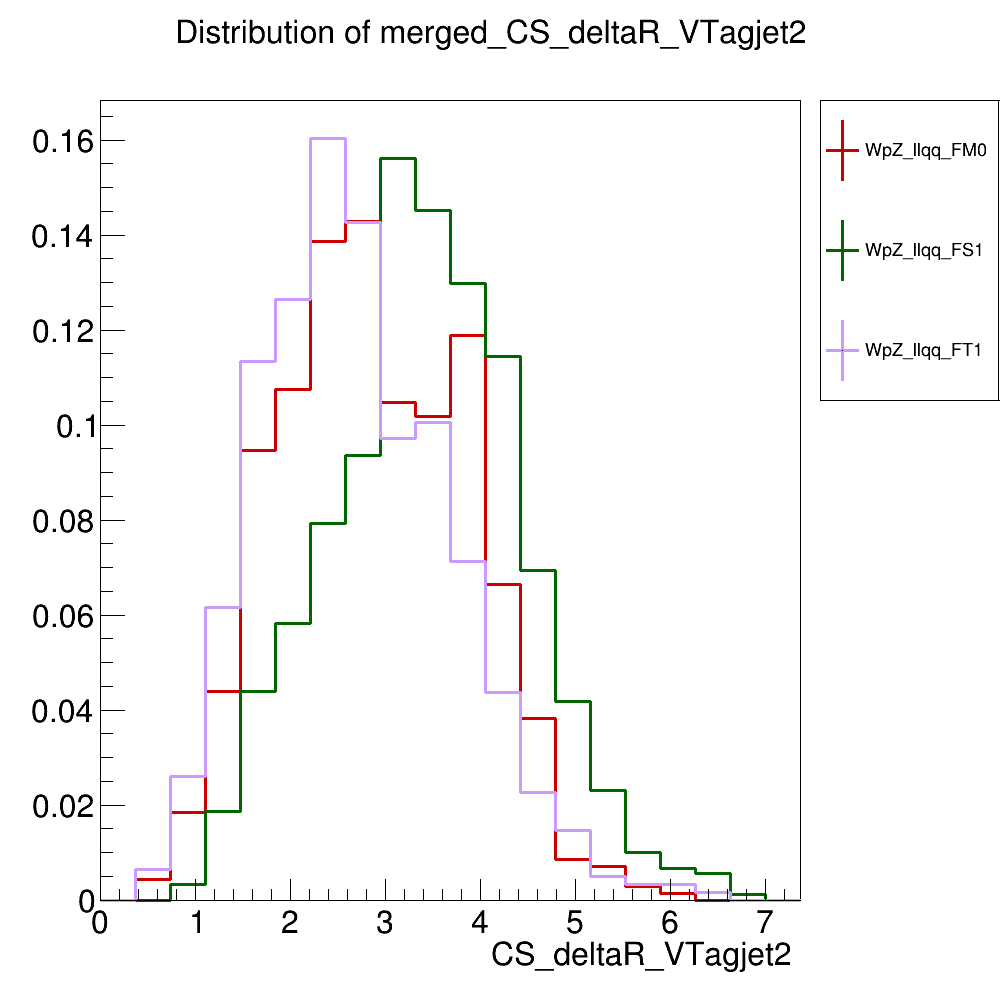 Distribution of merged_CS_deltaR_VTagjet2
WpZ_llqq_FM0
WpZ_llqq_FS1
WpZ_llqq_FT1
0.16
0.14
0.12
0.1
0.08
0.06
0.04
0.02
0
0 1 2 3 4 5 6 7
CS_deltaR_VTagjet2